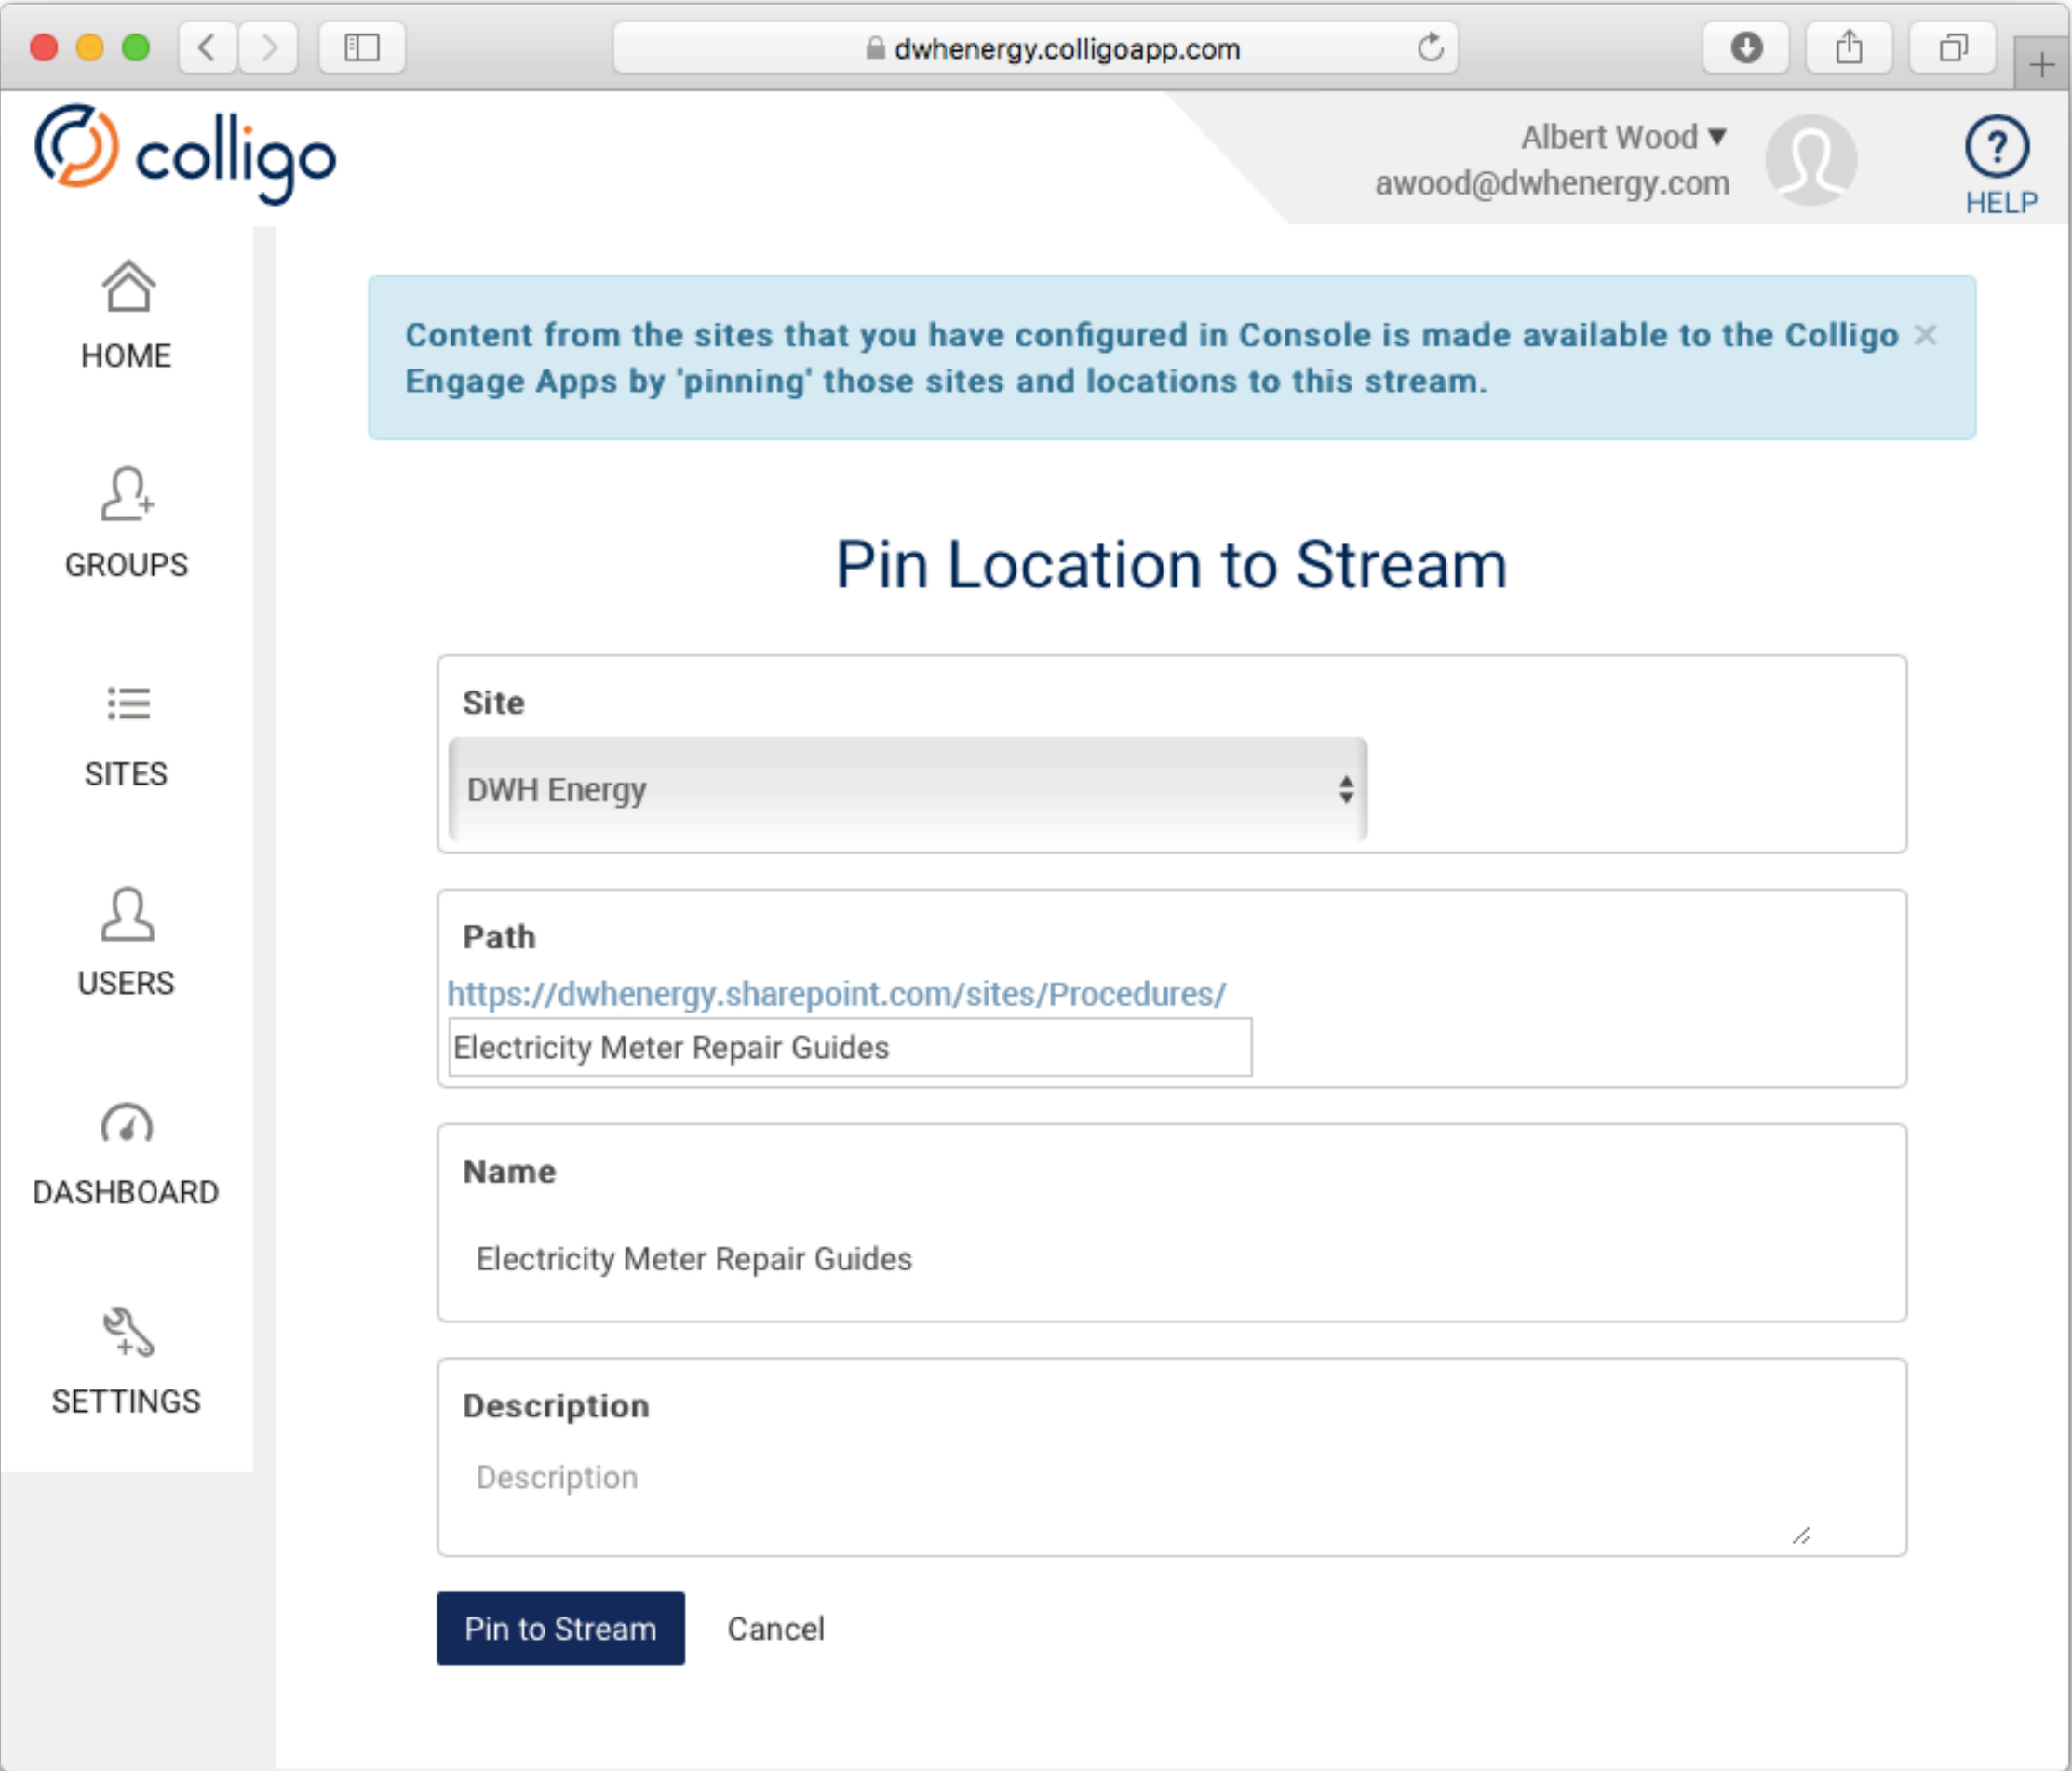 dwhenergy.colligoapp.com
colligo
Albert Wood ▼
awood@dwhenergy.com
?
HELP
HOME
GROUPS
SITES
USERS
DASHBOARD
SETTINGS
Content from the sites that you have configured in Console is made available to the Colligo ×
Engage Apps by 'pinning' those sites and locations to this stream.
Pin Location to Stream
Site
DWH Energy
Path
https://dwhenergy.sharepoint.com/sites/Procedures/
Electricity Meter Repair Guides
Name
Electricity Meter Repair Guides
Description
Description
Pin to Stream Cancel